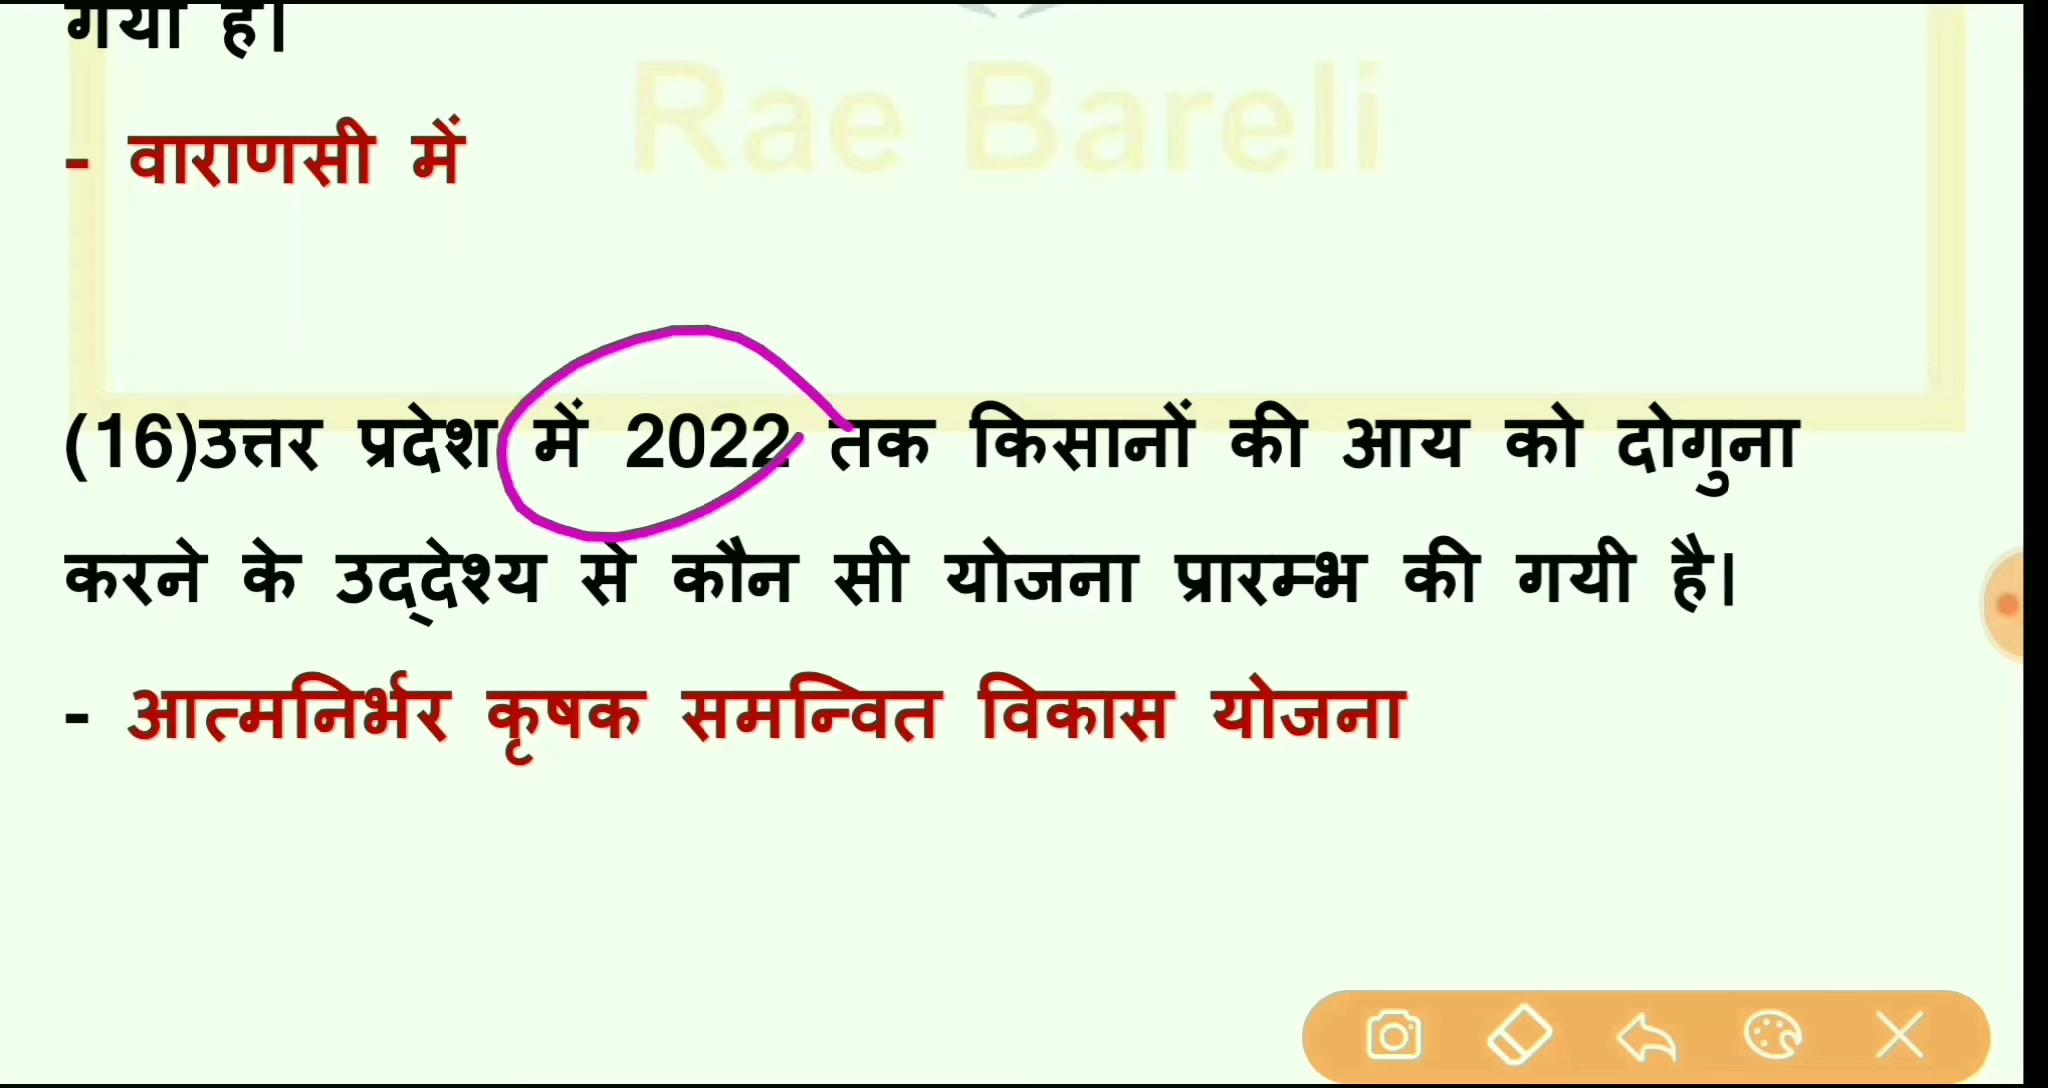 गया है।
Rae Bareli
- वाराणसी में
(16)उत्तर प्रदेश में 2022 तक किसानों की आय को दोगुना
करने के उद्देश्य से कौन सी योजना प्रारम्भ की गयी है।
- आत्मनिर्भर कृषक समन्वित विकास योजना